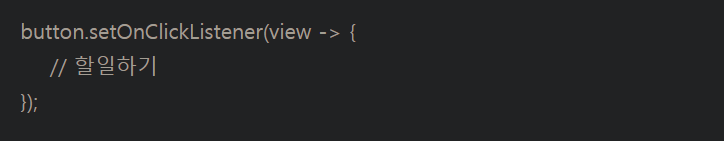 button.setOnClickListener(view -> {
// 할일하기
});